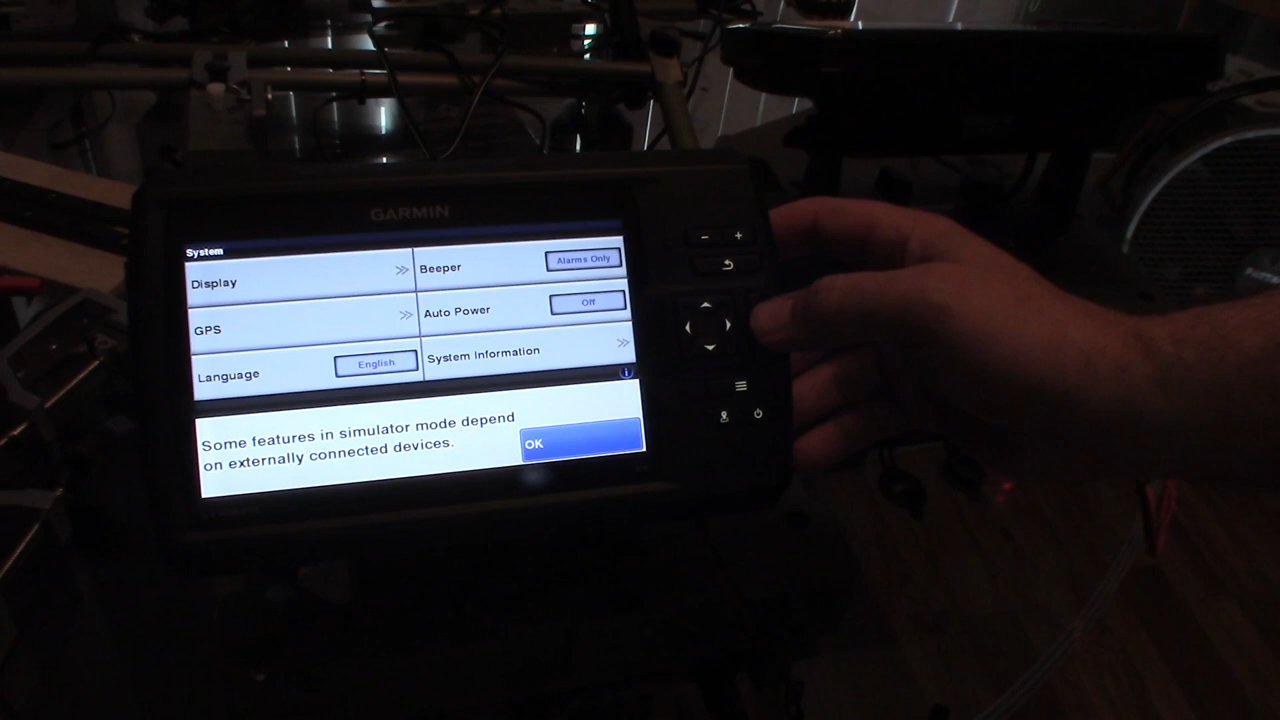 GARMIN
System
Display
Beeper
Alarms Only
GPS
Auto Power
Off
Language
English
System Information
Some features in simulator mode depend
on externally connected devices.
OK